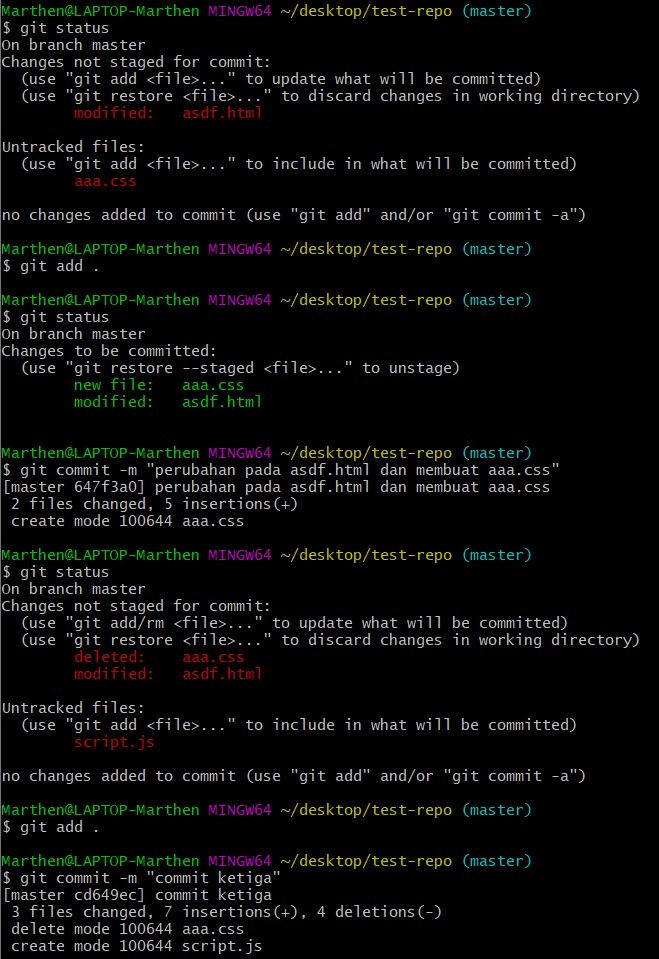 Marthen@LAPTOP-Marthen MINGW64 ~/desktop/test-repo (master)
$ git status
On branch master
Changes not staged for commit:
  (use "git add <file>..." to update what will be committed)
  (use "git restore <file>..." to discard changes in working directory)
        modified:   asdf.html

Untracked files:
  (use "git add <file>..." to include in what will be committed)
        aaa.css

no changes added to commit (use "git add" and/or "git commit -a")

Marthen@LAPTOP-Marthen MINGW64 ~/desktop/test-repo (master)
$ git add .

Marthen@LAPTOP-Marthen MINGW64 ~/desktop/test-repo (master)
$ git status
On branch master
Changes to be committed:
  (use "git restore --staged <file>..." to unstage)
        new file:   aaa.css
        modified:   asdf.html


Marthen@LAPTOP-Marthen MINGW64 ~/desktop/test-repo (master)
$ git commit -m "perubahan pada asdf.html dan membuat aaa.css"
[master 647f3a0] perubahan pada asdf.html dan membuat aaa.css
 2 files changed, 5 insertions(+)
 create mode 100644 aaa.css

Marthen@LAPTOP-Marthen MINGW64 ~/desktop/test-repo (master)
$ git status
On branch master
Changes not staged for commit:
  (use "git add/rm <file>..." to update what will be committed)
  (use "git restore <file>..." to discard changes in working directory)
        deleted:    aaa.css
        modified:   asdf.html

Untracked files:
  (use "git add <file>..." to include in what will be committed)
        script.js

no changes added to commit (use "git add" and/or "git commit -a")

Marthen@LAPTOP-Marthen MINGW64 ~/desktop/test-repo (master)
$ git add .

Marthen@LAPTOP-Marthen MINGW64 ~/desktop/test-repo (master)
$ git commit -m "commit ketiga"
[master cd649ec] commit ketiga
 3 files changed, 7 insertions(+), 4 deletions(-)
 delete mode 100644 aaa.css
 create mode 100644 script.js